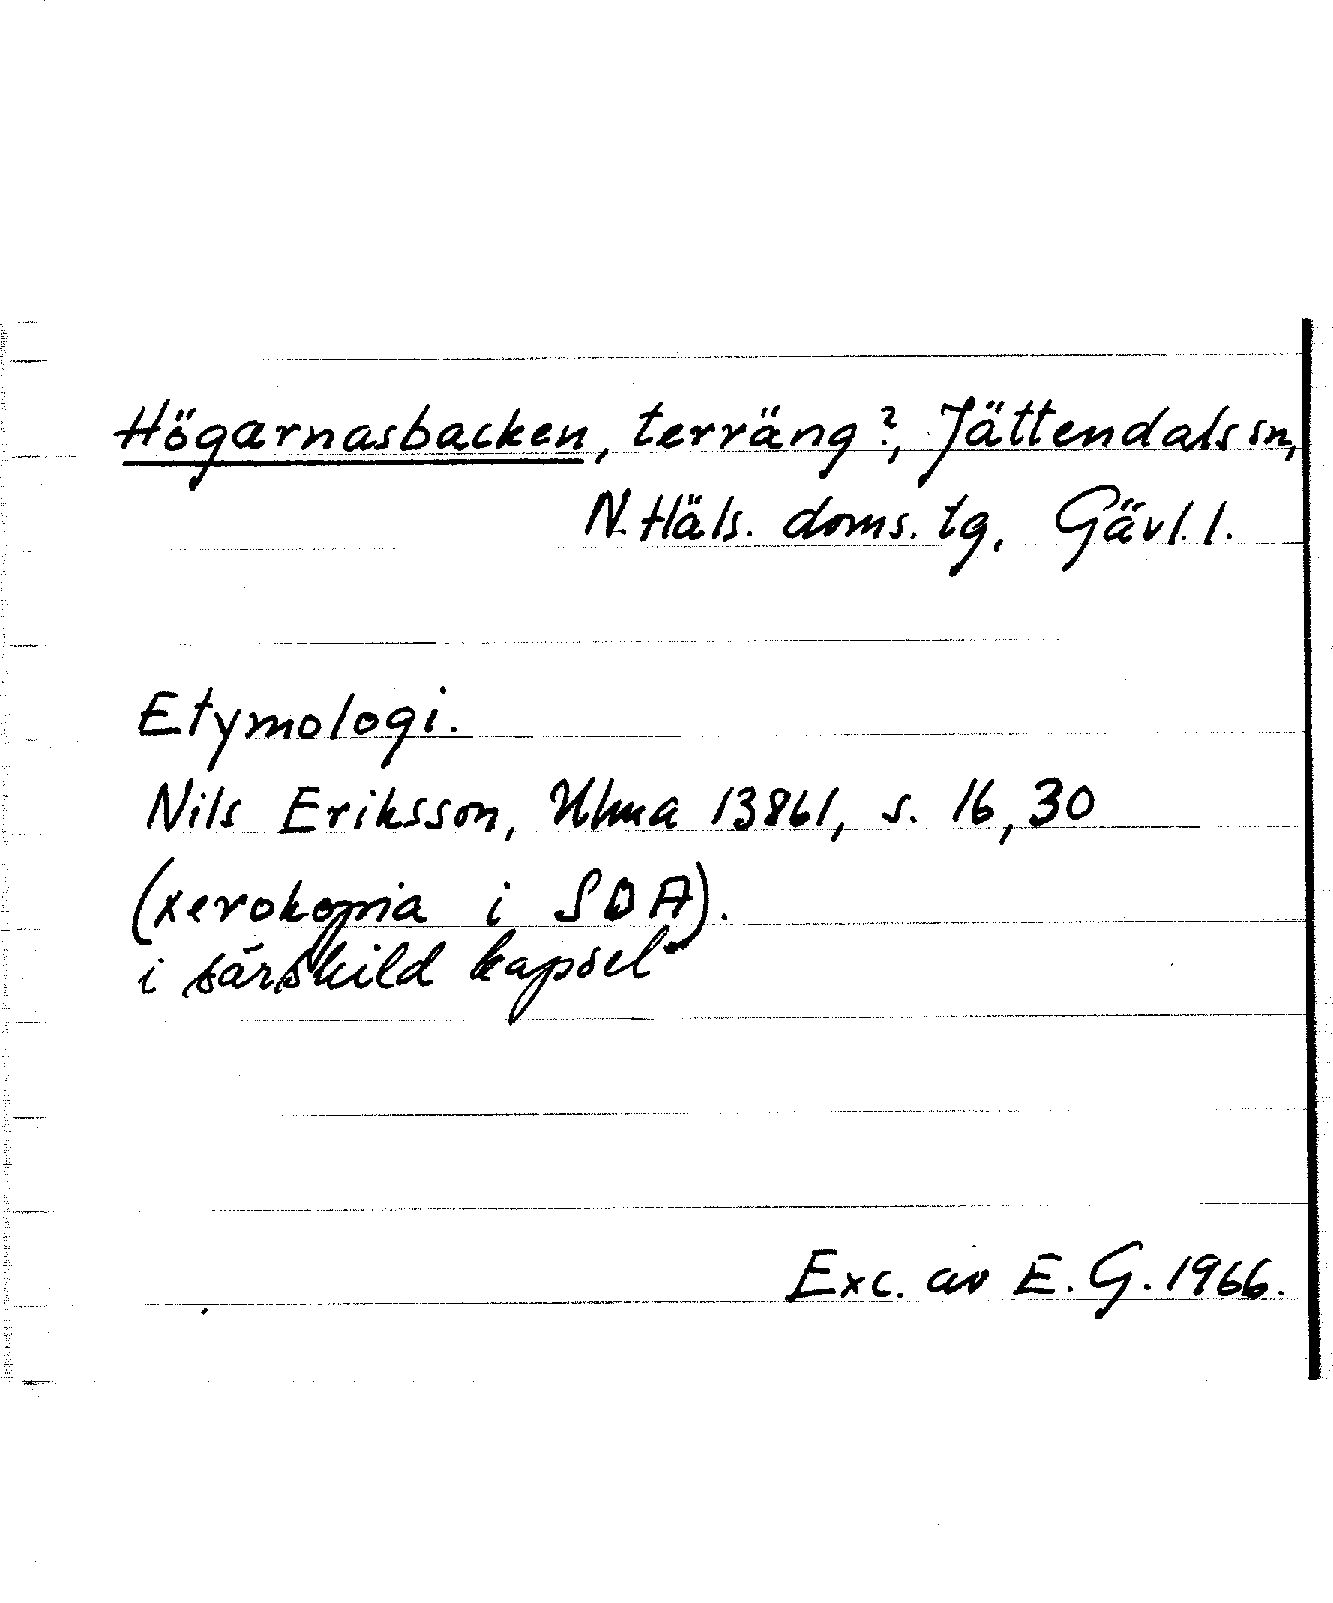 Högarnasbacken, terräng?, Jättendals sn,
N. Häls. doms. tg, Gävl. l.
Etymologi.
Nils Eriksson, Ulma 13861, s. 16, 30
(xerokopia i SOA).
i särskild kapsel
Exc. av E. G. 1966.